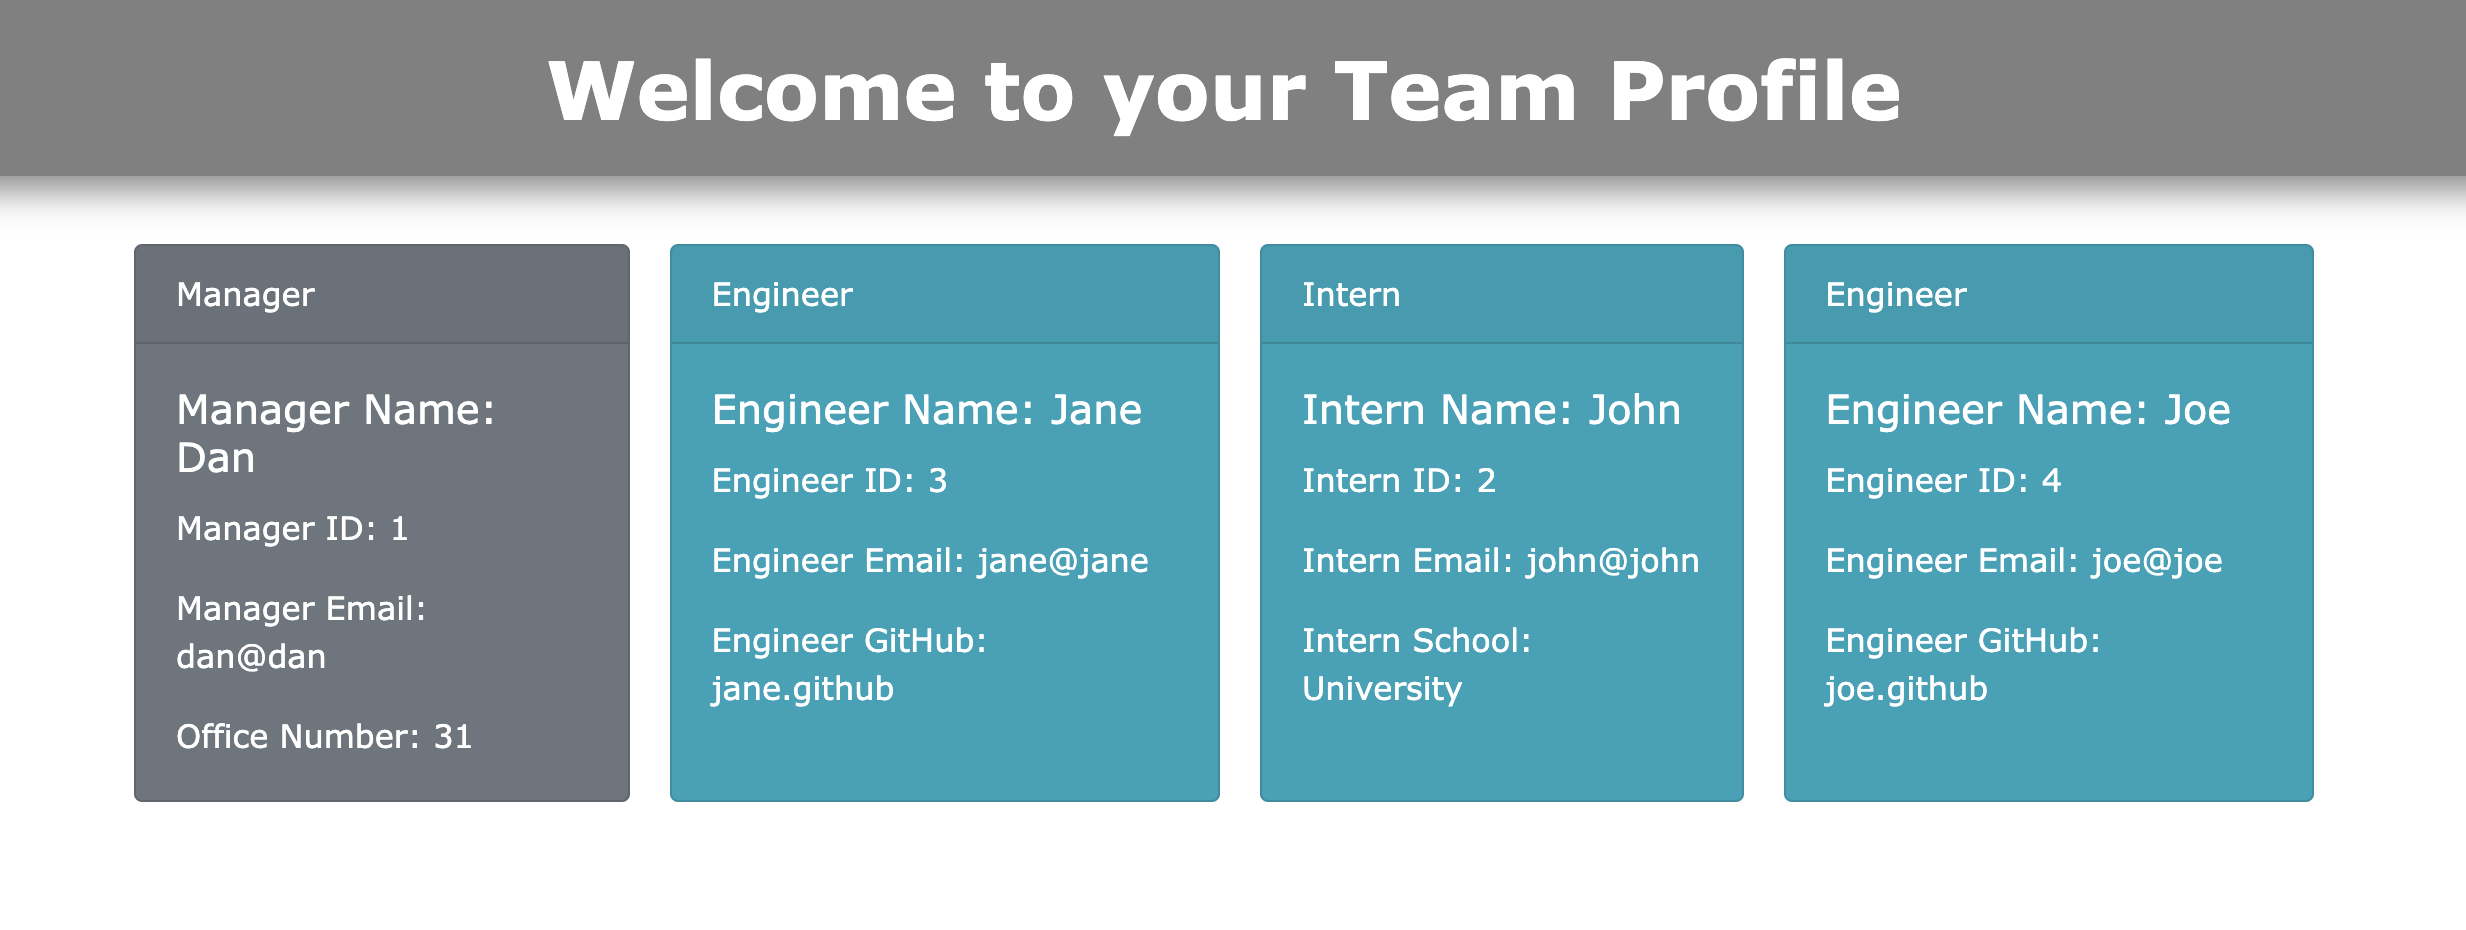 Welcome to your Team Profile
Manager
Manager Name:
Dan
Manager ID: 1
Manager Email:
dan@dan
Office Number: 31
Engineer
Engineer Name: Jane
Engineer ID: 3
Engineer Email: jane@jane
Engineer GitHub:
jane.github
Intern
Intern Name: John
Intern ID: 2
Intern Email: john@john
Intern School:
University
Engineer
Engineer Name: Joe
Engineer ID: 4
Engineer Email: joe@joe
Engineer GitHub:
joe.github